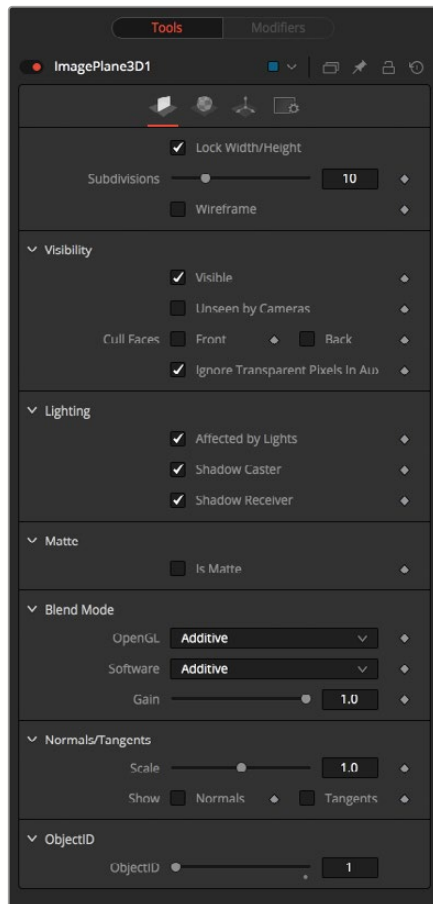 Tools Modifiers
ImagePlane3D1
Lock Width/Height
Subdivisions 10
Wireframe
Visibility
Visible
Unseen by Cameras
Cull Faces Front Back
Ignore Transparent Pixels In Aux
Lighting
Affected by Lights
Shadow Caster
Shadow Receiver
Matte
Is Matte
Blend Mode
OpenGL Additive
Software Additive
Gain 1.0
Normals/Tangents
Scale 1.0
Show Normals Tangents
ObjectID
ObjectID 1